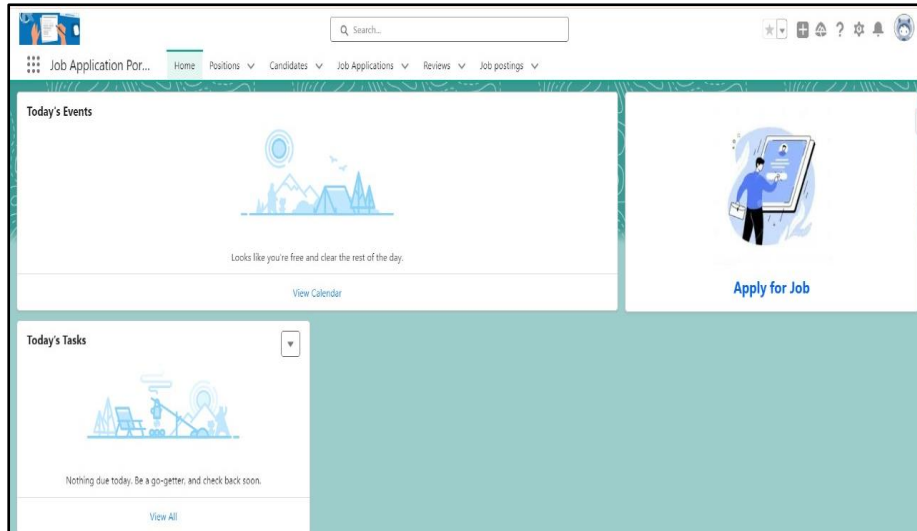 Search...
Job Application Por...
Home
Positions
Candidates
Job Applications
Reviews
Job postings
Today's Events
Looks like you're free and clear the rest of the day.
View Calendar
Apply for Job
Today's Tasks
Nothing due today. Be a go-getter, and check back soon.
View All